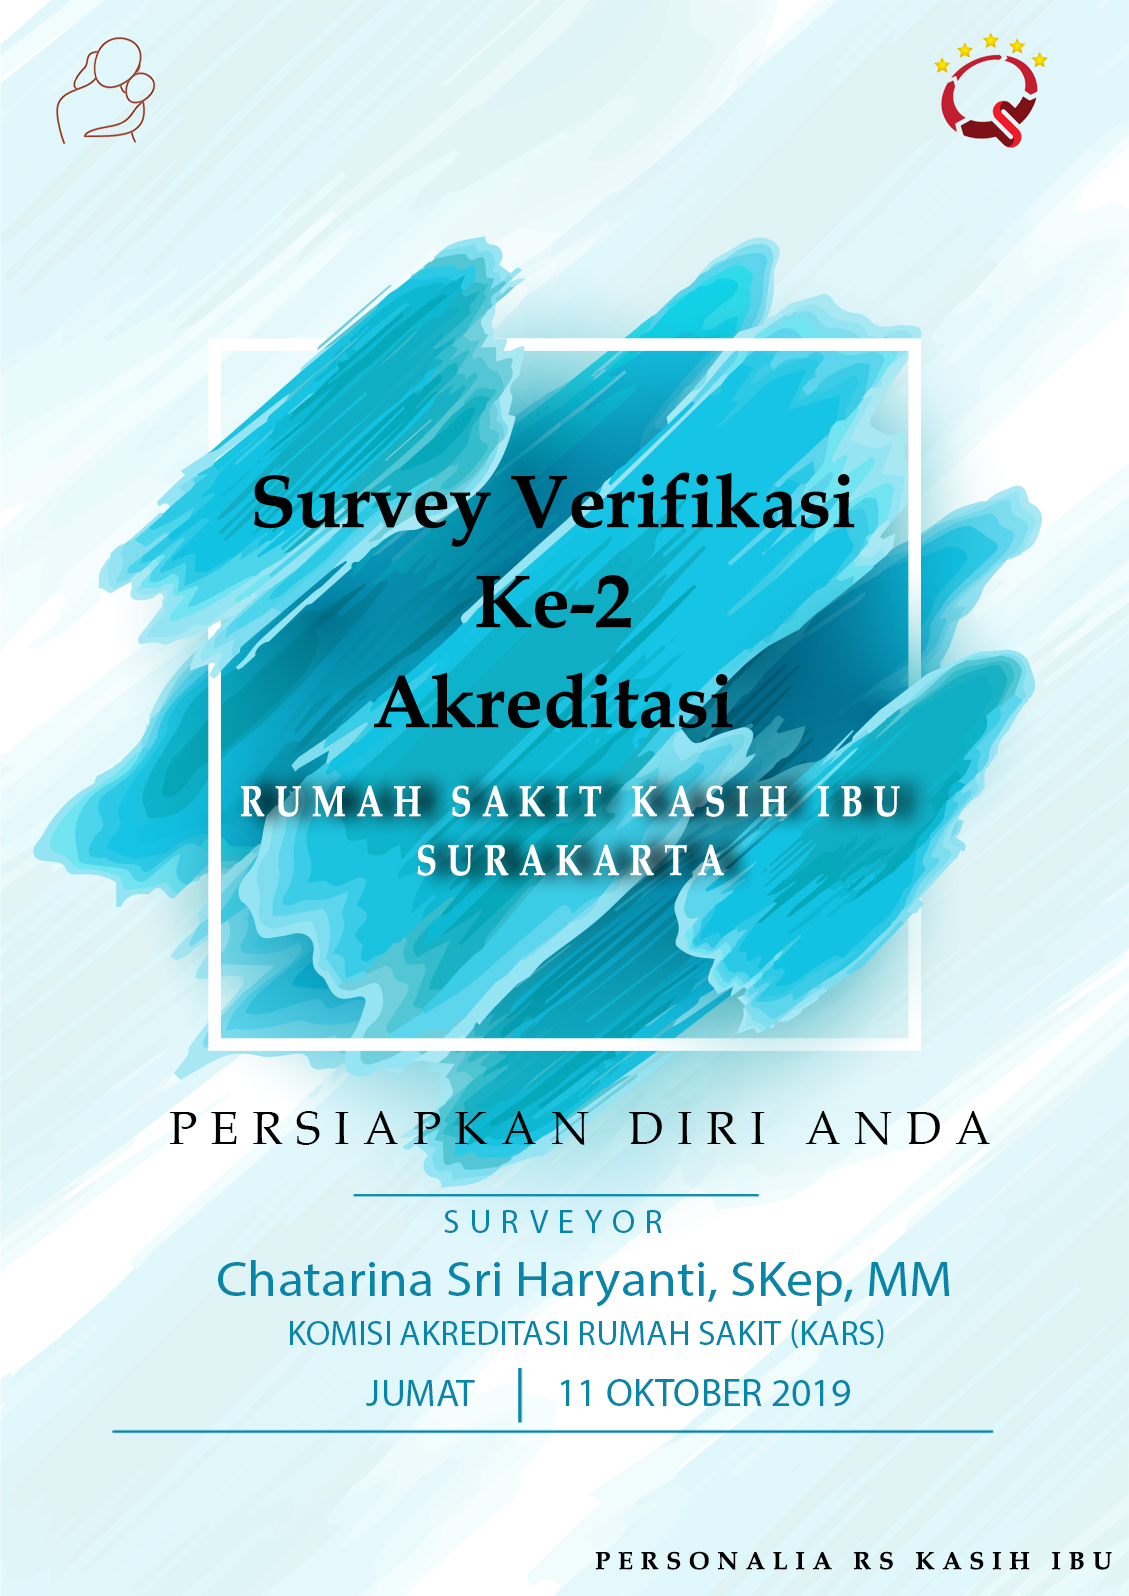 Survey Verifikasi
Ke-2
Akreditasi
RUMAH SAKIT KASIH IBU
SURAKARTA
PERSIAPKAN DIRI ANDA
SURVEYOR
Chatarina Sri Haryanti, SKep, MM
KOMISI AKREDITASI RUMAH SAKIT (KARS)
JUMAT | 11 OKTOBER 2019
PERSONALIA RS KASIH IBU